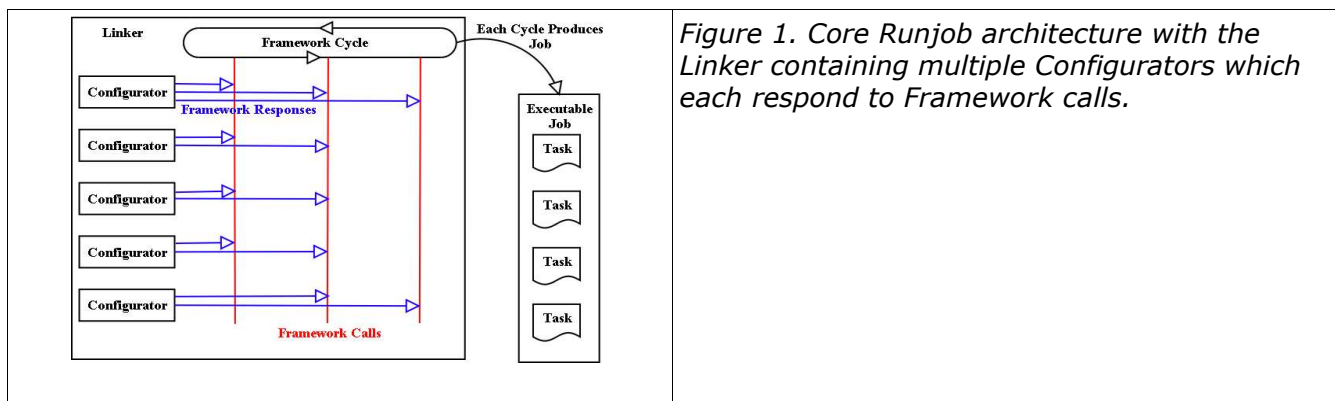 Linker
Framework Cycle
Each Cycle Produces
Job
Configurator
Framework Responses
Configurator
Configurator
Configurator
Configurator
Framework Calls
Executable
Job
Task
Task
Task
Task
Figure 1. Core Runjob architecture with the
Linker containing multiple Configurators which
each respond to Framework calls.